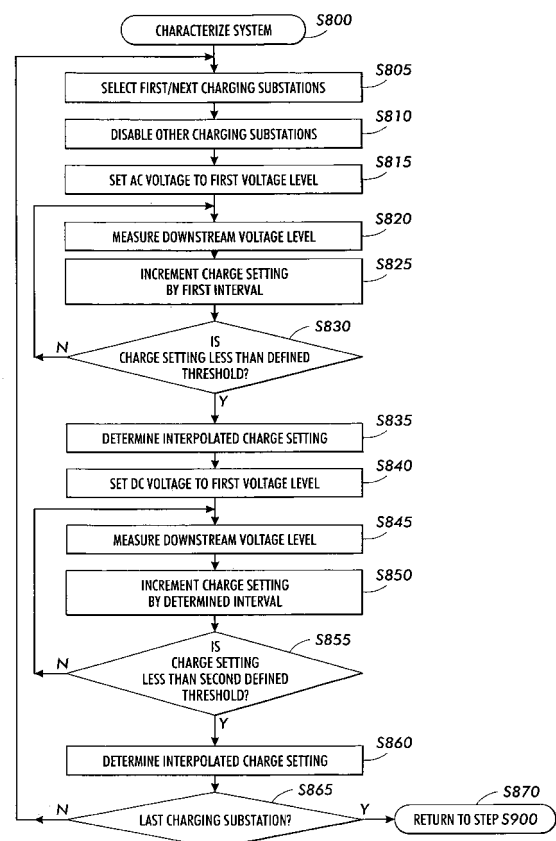 CHARACTERIZE SYSTEM
S800
S805
SELECT FIRST/NEXT CHARGING SUBSTATIONS
S810
DISABLE OTHER CHARGING SUBSTATIONS
S815
SET AC VOLTAGE TO FIRST VOLTAGE LEVEL
S820
MEASURE DOWNSTREAM VOLTAGE LEVEL
S825
INCREMENT CHARGE SETTING
BY FIRST INTERVAL
S830
IS
CHARGE SETTING LESS THAN DEFINED
THRESHOLD?
N
Y
S835
DETERMINE INTERPOLATED CHARGE SETTING
S840
SET DC VOLTAGE TO FIRST VOLTAGE LEVEL
S845
MEASURE DOWNSTREAM VOLTAGE LEVEL
S850
INCREMENT CHARGE SETTING
BY DETERMINED INTERVAL
S855
IS
CHARGE SETTING
LESS THAN SECOND DEFINED
THRESHOLD?
N
Y
S860
DETERMINE INTERPOLATED CHARGE SETTING
S865
N
LAST CHARGING SUBSTATION?
Y
S870
RETURN TO STEP S900